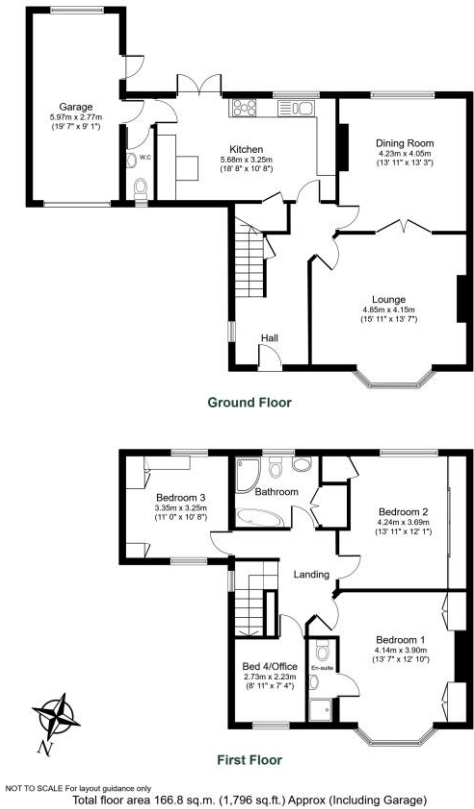 Garage
5.97m x 2.77m
(19' 7" x 9' 1")
W.C
Kitchen
5.68m x 3.25m
(18' 8" x 10' 8")
Dining Room
4.23m x 4.05m
(13' 11" x 13' 3")
Lounge
4.85m x 4.15m
(15' 11" x 13' 7")
Hall
Ground Floor
Bedroom 3
3.35m x 3.25m
(11' 0" x 10' 8")
Bathroom
Bedroom 2
4.24m x 3.69m
(13' 11" x 12' 1")
Landing
Bedroom 1
4.14m x 3.90m
(13' 7" x 12' 10")
Bed 4/Office
2.73m x 2.23m
(8' 11" x 7' 4")
En-suite
N
First Floor
NOT TO SCALE For layout guidance only
Total floor area 166.8 sq.m. (1,796 sq.ft.) Approx (Including Garage)